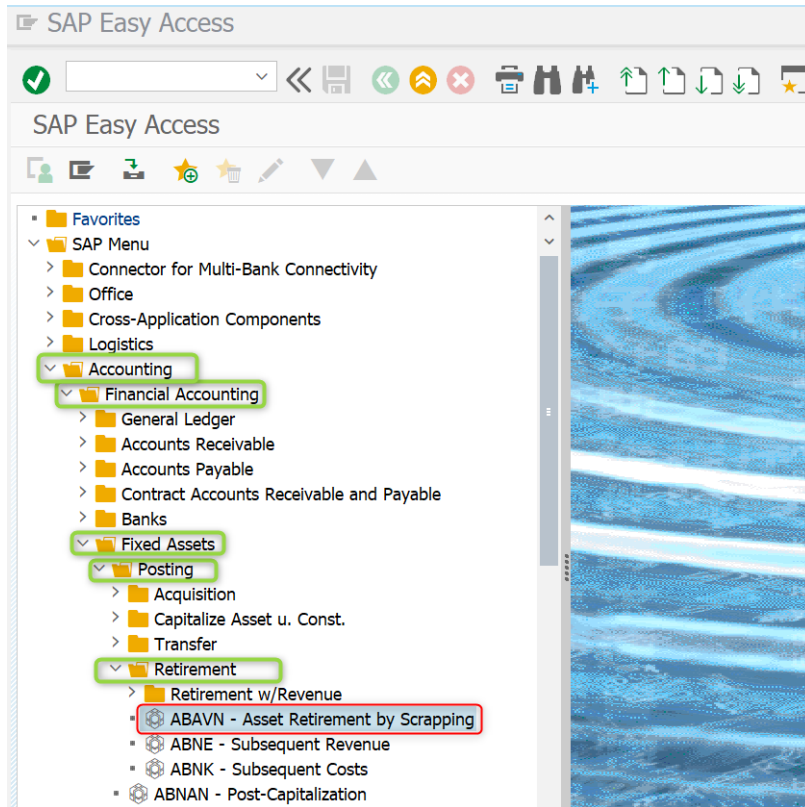 SAP Easy Access
SAP Easy Access
Favorites
SAP Menu
Connector for Multi-Bank Connectivity
Office
Cross-Application Components
Logistics
Accounting
Financial Accounting
General Ledger
Accounts Receivable
Accounts Payable
Contract Accounts Receivable and Payable
Banks
Fixed Assets
Posting
Acquisition
Capitalize Asset u. Const.
Transfer
Retirement
Retirement w/Revenue
ABAVN - Asset Retirement by Scrapping
ABNE - Subsequent Revenue
ABNK - Subsequent Costs
ABNAN - Post-Capitalization